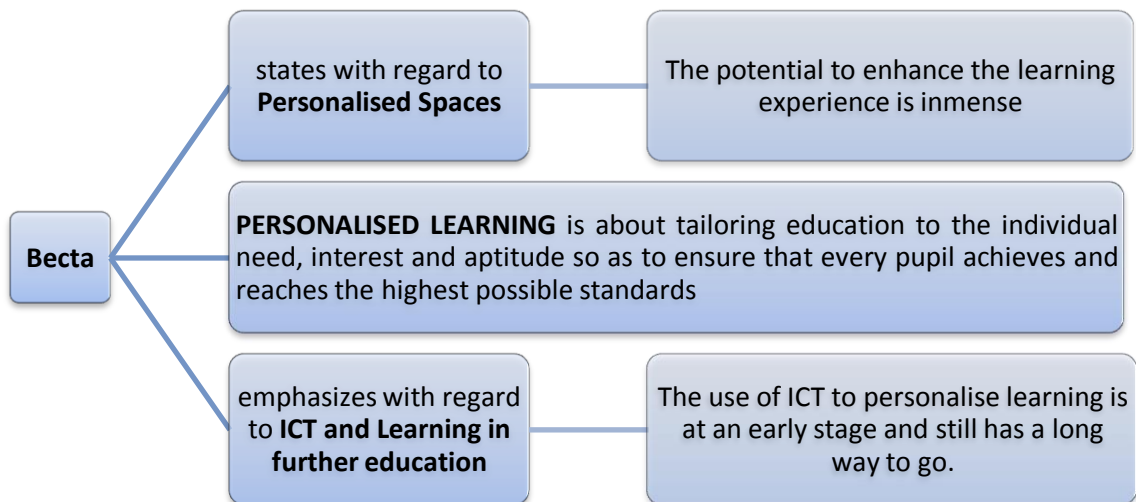 states with regard to
Personalised Spaces
The potential to enhance the learning
experience is inmense
Becta
PERSONALISED LEARNING is about tailoring education to the individual
need, interest and aptitude so as to ensure that every pupil achieves and
reaches the highest possible standards
emphasizes with regard
to ICT and Learning in
further education
The use of ICT to personalise learning is
at an early stage and still has a long
way to go.